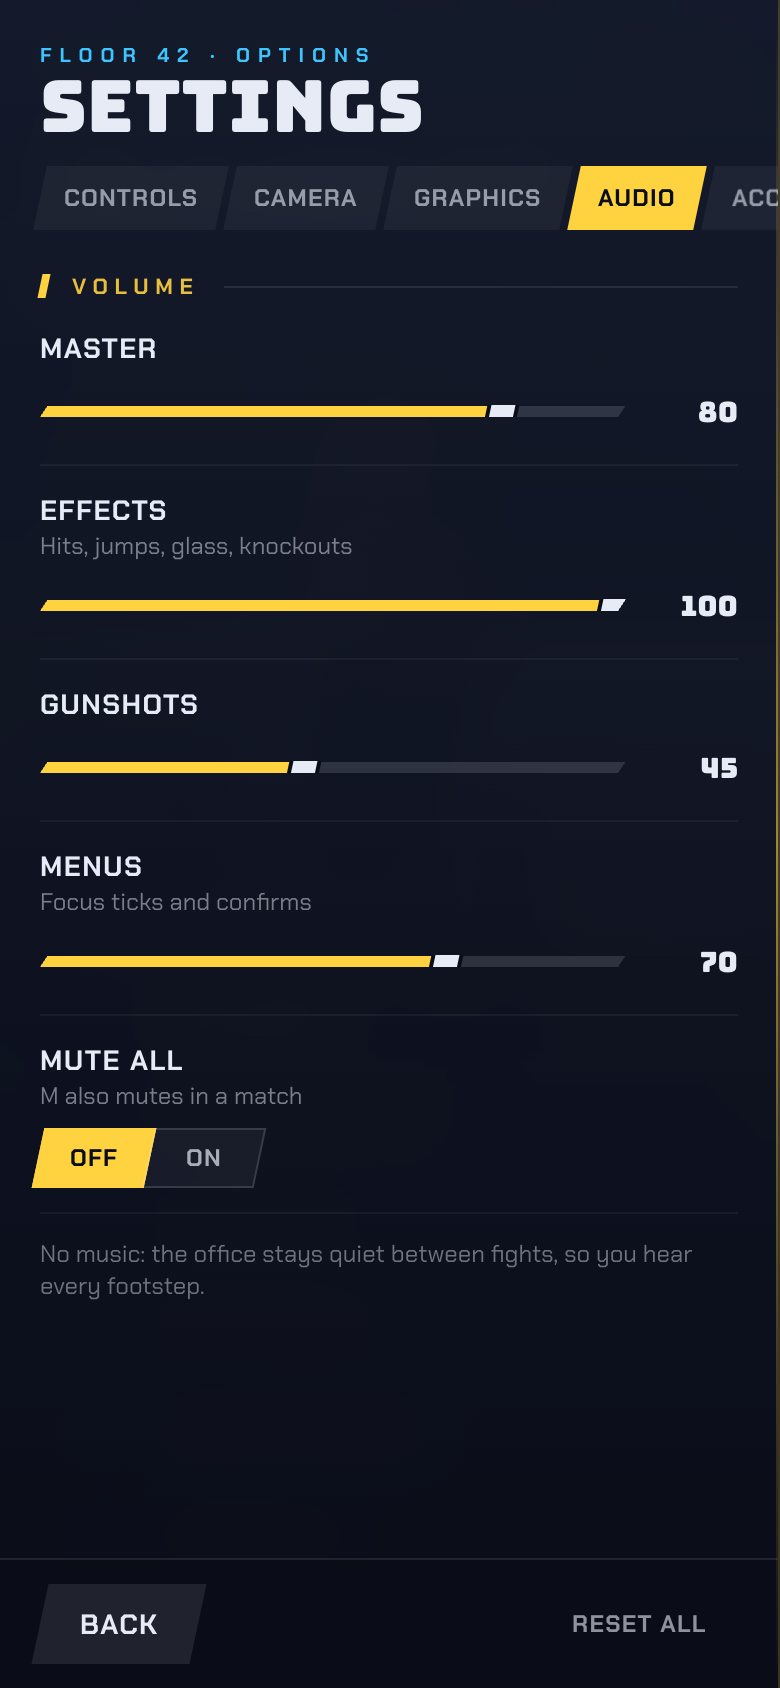 FLOOR 42 · OPTIONS
SETTINGS
CONTROLS CAMERA GRAPHICS AUDIO ACC
VOLUME
MASTER
80
EFFECTS
Hits, jumps, glass, knockouts
100
GUNSHOTS
45
MENUS
Focus ticks and confirms
70
MUTE ALL
M also mutes in a match
OFF ON
No music: the office stays quiet between fights, so you hear
every footstep.
BACK RESET ALL